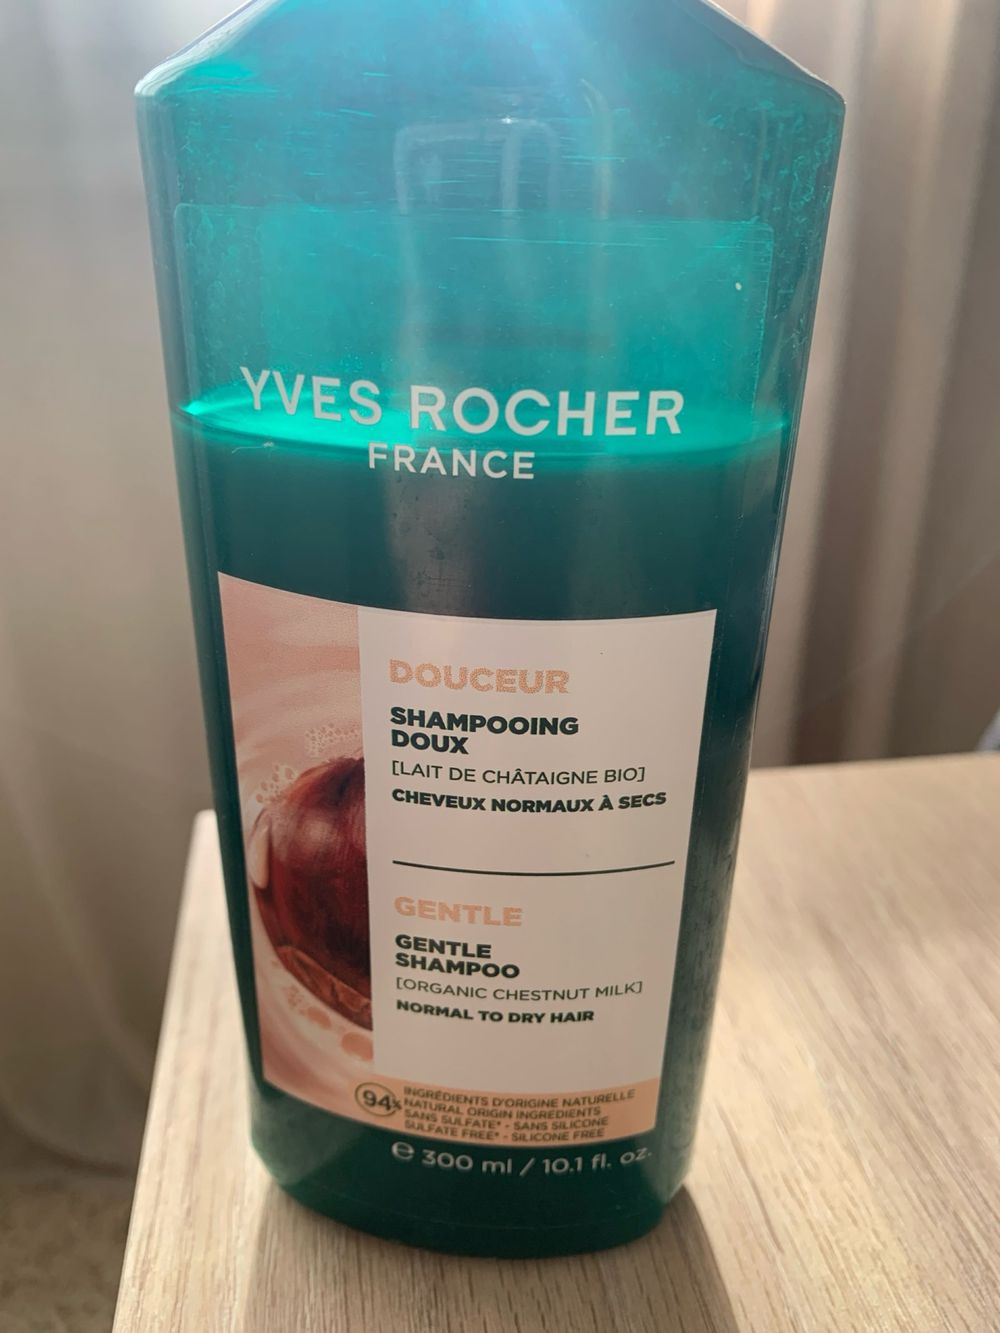 YVES ROCHER
FRANCE
DOUCEUR
SHAMPOOING
DOUX
[LAIT DE CHÂTAIGNE BIO]
CHEVEUX NORMAUX À SECS
GENTLE
GENTLE
SHAMPOO
[ORGANIC CHESTNUT MILK]
NORMAL TO DRY HAIR
94%
INGRÉDIENTS D'ORIGINE NATURELLE
NATURAL ORIGIN INGREDIENTS
SANS SULFATE* - SANS SILICONE
SULFATE FREE* - SILICONE FREE
℮ 300 ml / 10.1 fl. oz.